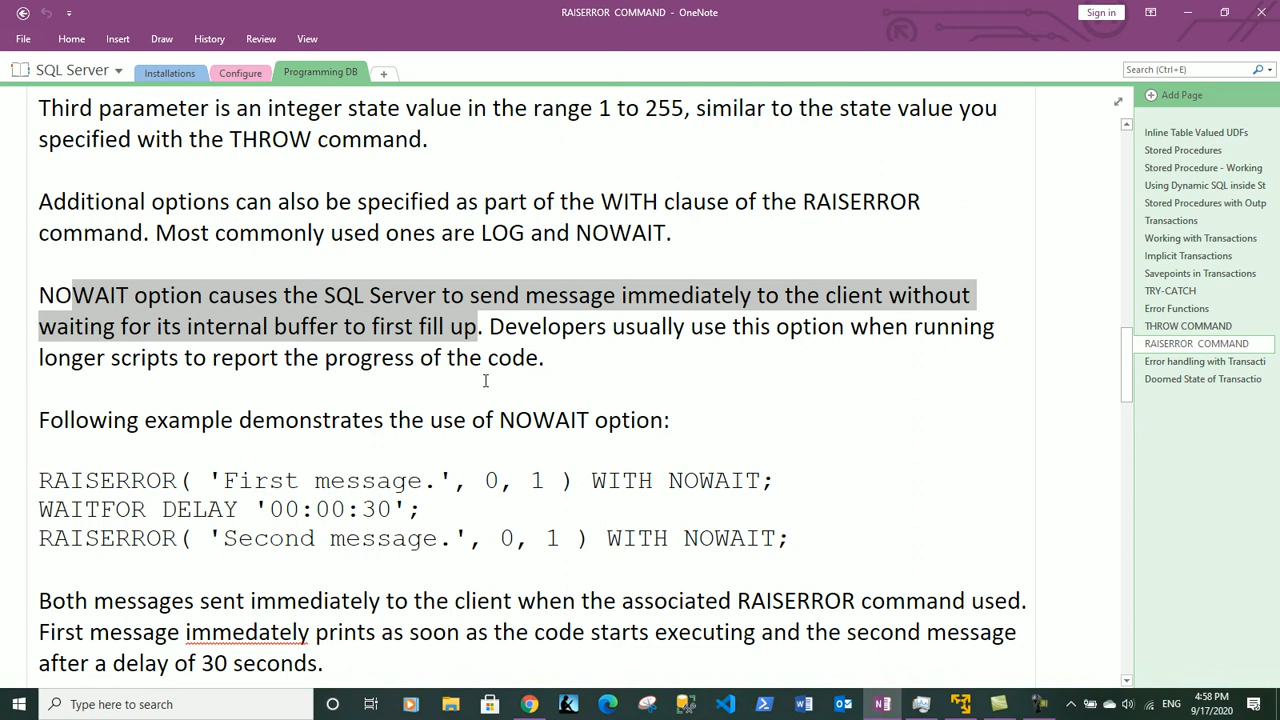 RAISERROR  COMMAND - OneNote
Sign in
File Home Insert Draw History Review View
SQL Server Installations Configure Programming DB + Search (Ctrl+E)
Third parameter is an integer state value in the range 1 to 255, similar to the state value you
specified with the THROW command.
Additional options can also be specified as part of the WITH clause of the RAISERROR
command. Most commonly used ones are LOG and NOWAIT.
NOWAIT option causes the SQL Server to send message immediately to the client without
waiting for its internal buffer to first fill up. Developers usually use this option when running
longer scripts to report the progress of the code.
Following example demonstrates the use of NOWAIT option:
RAISERROR( 'First message.', 0, 1 ) WITH NOWAIT;
WAITFOR DELAY '00:00:30';
RAISERROR( 'Second message.', 0, 1 ) WITH NOWAIT;
Both messages sent immediately to the client when the associated RAISERROR command used.
First message immedately prints as soon as the code starts executing and the second message
after a delay of 30 seconds.
Add Page
Inline Table Valued UDFs
Stored Procedures
Stored Procedure - Working
Using Dynamic SQL inside St
Stored Procedures with Outp
Transactions
Working with Transactions
Implicit Transactions
Savepoints in Transactions
TRY-CATCH
Error Functions
THROW COMMAND
RAISERROR  COMMAND
Error handling with Transacti
Doomed State of Transactio
Type here to search
ENG
4:58 PM
9/17/2020